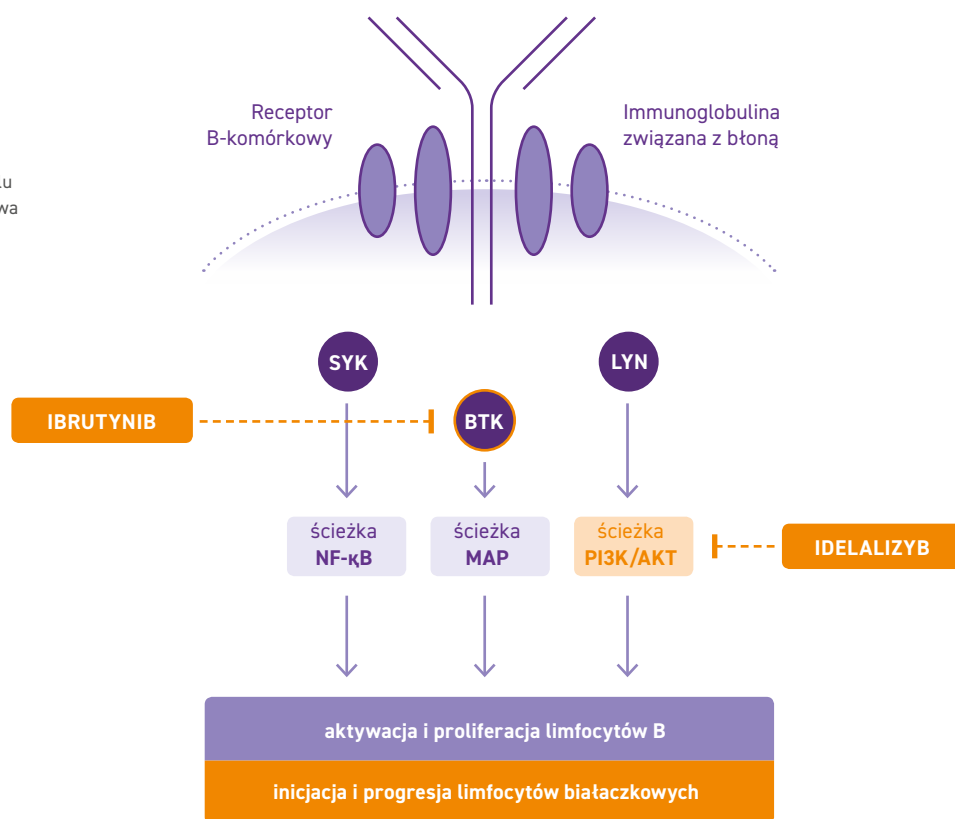 Receptor
B-komórkowy
Immunoglobulina
związana z błoną
SYK
LYN
IBRUTYNIB
BTK
ścieżka
NF-κB
ścieżka
MAP
ścieżka
PI3K/AKT
IDELALIZYB
aktywacja i proliferacja limfocytów B
inicjacja i progresja limfocytów białaczkowych